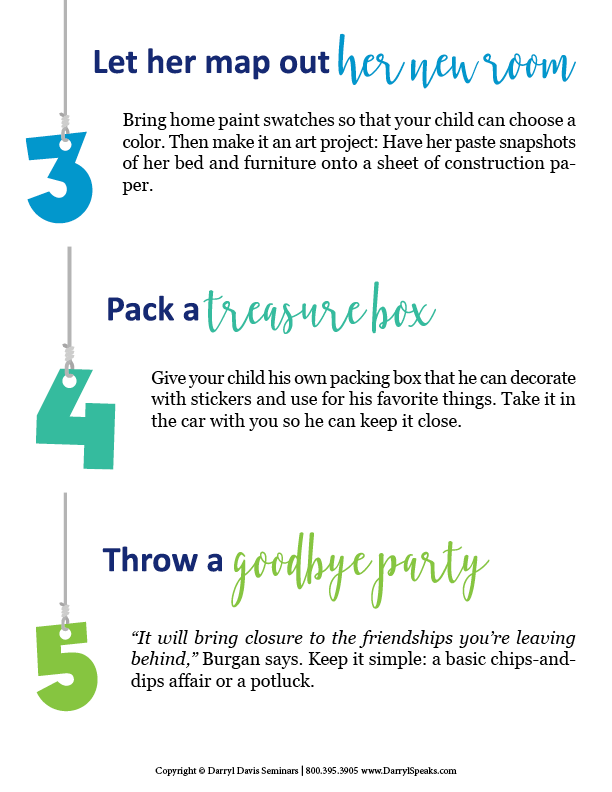 Let her map out her new room
3
Bring home paint swatches so that your child can choose a
color. Then make it an art project: Have her paste snapshots
of her bed and furniture onto a sheet of construction pa-
per.
Pack a treasure box
4
Give your child his own packing box that he can decorate
with stickers and use for his favorite things. Take it in
the car with you so he can keep it close.
Throw a goodbye party
5
“It will bring closure to the friendships you’re leaving
behind,” Burgan says. Keep it simple: a basic chips-and-
dips affair or a potluck.
Copyright © Darryl Davis Seminars | 800.395.3905 www.DarrylSpeaks.com